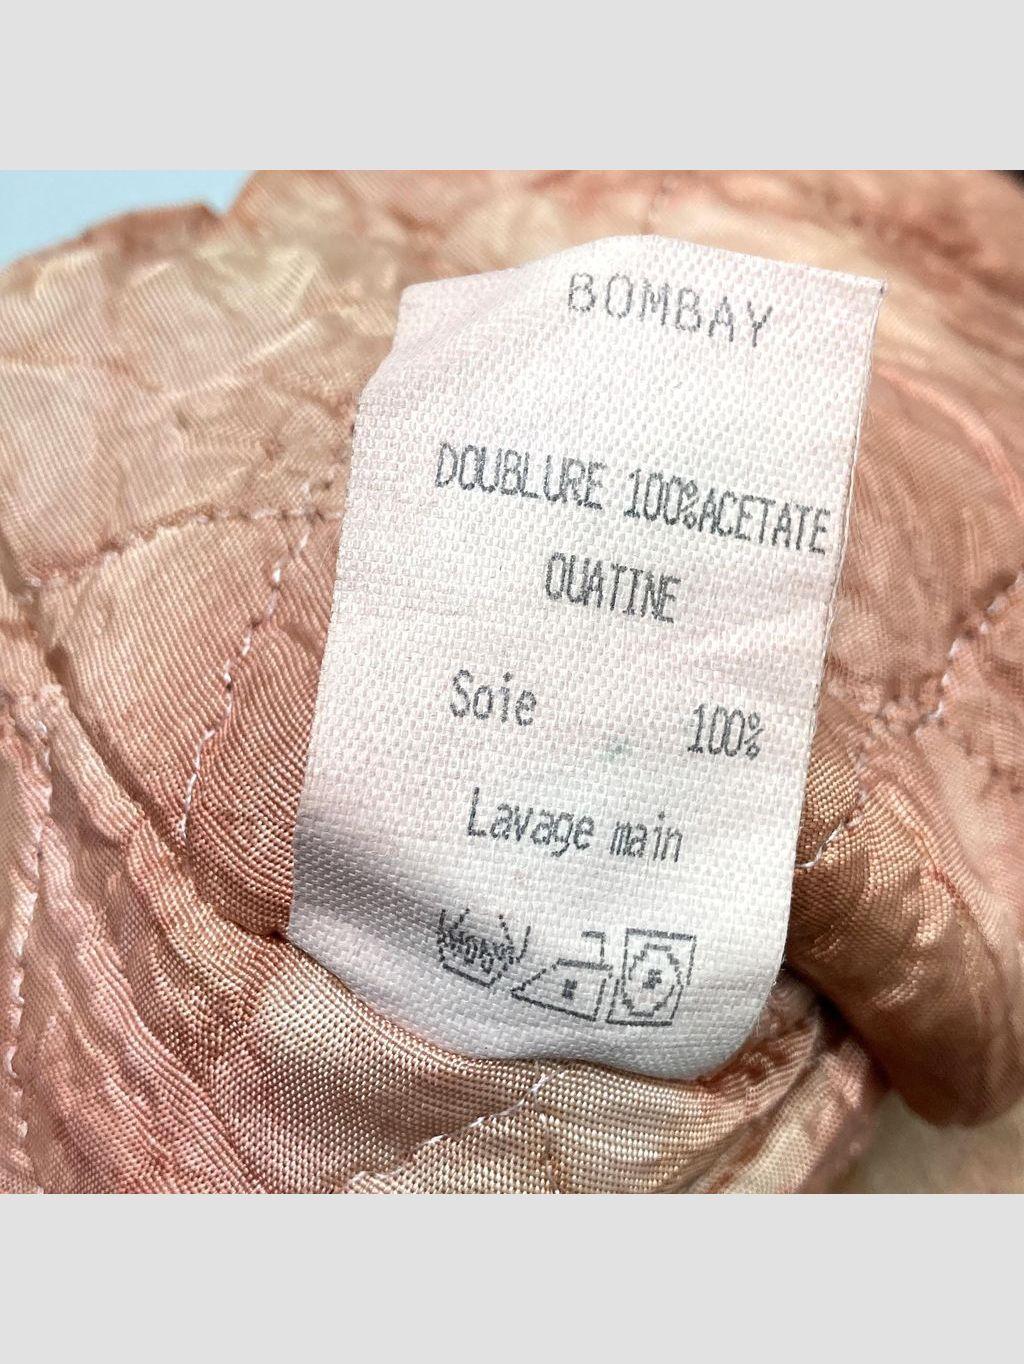 BOMBAY
DOUBLURE 100%ACETATE
OUATINE
Soie 100%
Lavage main